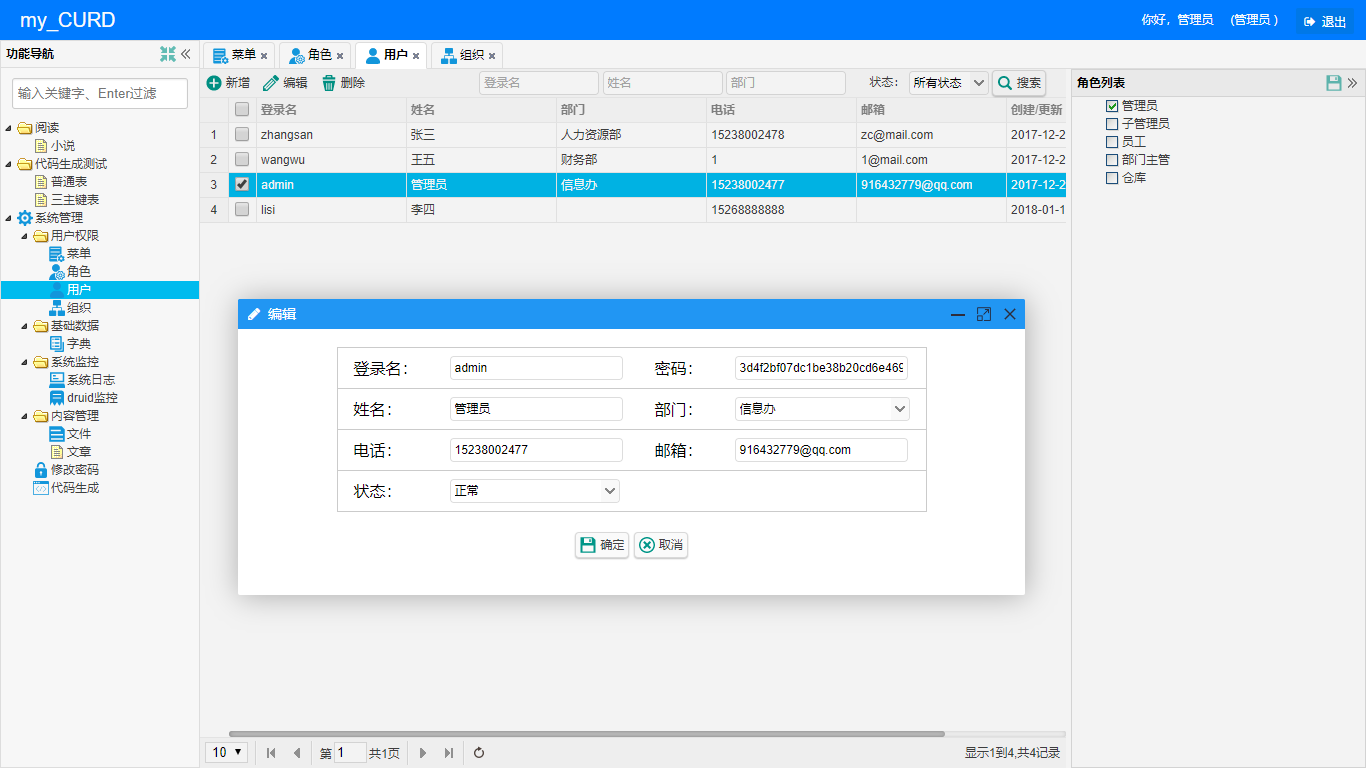 my_CURD
你好，管理员 (管理员 ) 退出
功能导航
输入关键字、Enter过滤
阅读
小说
代码生成测试
普通表
三主键表
系统管理
用户权限
菜单
角色
用户
组织
基础数据
字典
系统监控
系统日志
druid监控
内容管理
文件
文章
修改密码
代码生成
菜单 角色 用户 组织
新增 编辑 删除 登录名 姓名 部门 状态: 所有状态 搜索
登录名 姓名 部门 电话 邮箱 创建/更新
1 zhangsan 张三 人力资源部 15238002478 zc@mail.com 2017-12-2
2 wangwu 王五 财务部 1 1@mail.com 2017-12-2
3 admin 管理员 信息办 15238002477 916432779@qq.com 2017-12-2
4 lisi 李四 15268888888 2018-01-1
编辑
登录名: admin 密码: 3d4f2bf07dc1be38b20cd6e469
姓名: 管理员 部门: 信息办
电话: 15238002477 邮箱: 916432779@qq.com
状态: 正常
确定 取消
10 第 1 共1页 显示1到4,共4记录
角色列表
管理员
子管理员
员工
部门主管
仓库